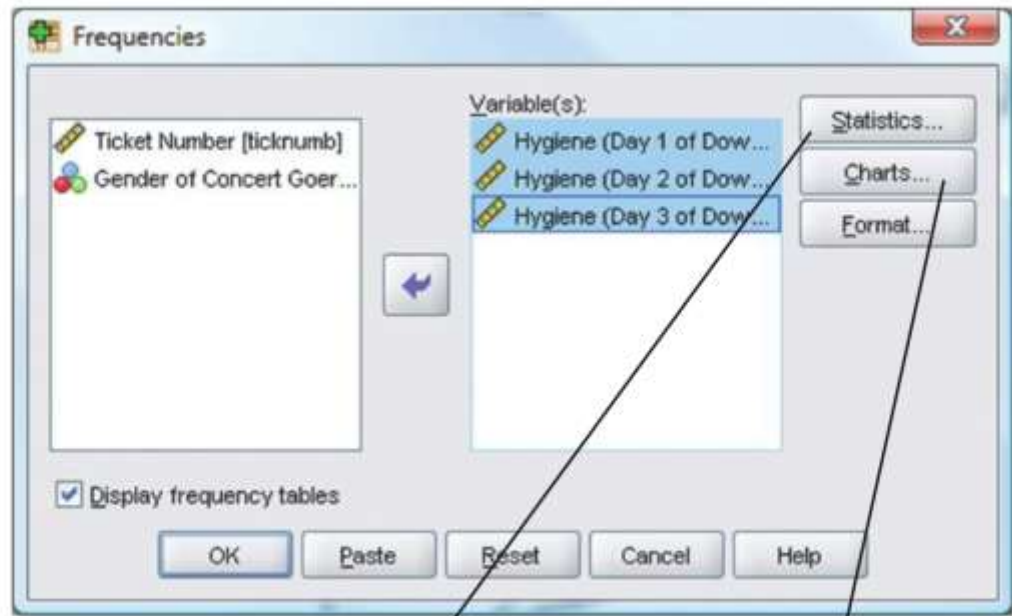 Frequencies
Variable(s):
Ticket Number [ticknumb]
Gender of Concert Goer...
Hygiene (Day 1 of Dow...
Hygiene (Day 2 of Dow...
Hygiene (Day 3 of Dow...
Statistics...
Charts...
Format...
Display frequency tables
OK
Paste
Reset
Cancel
Help